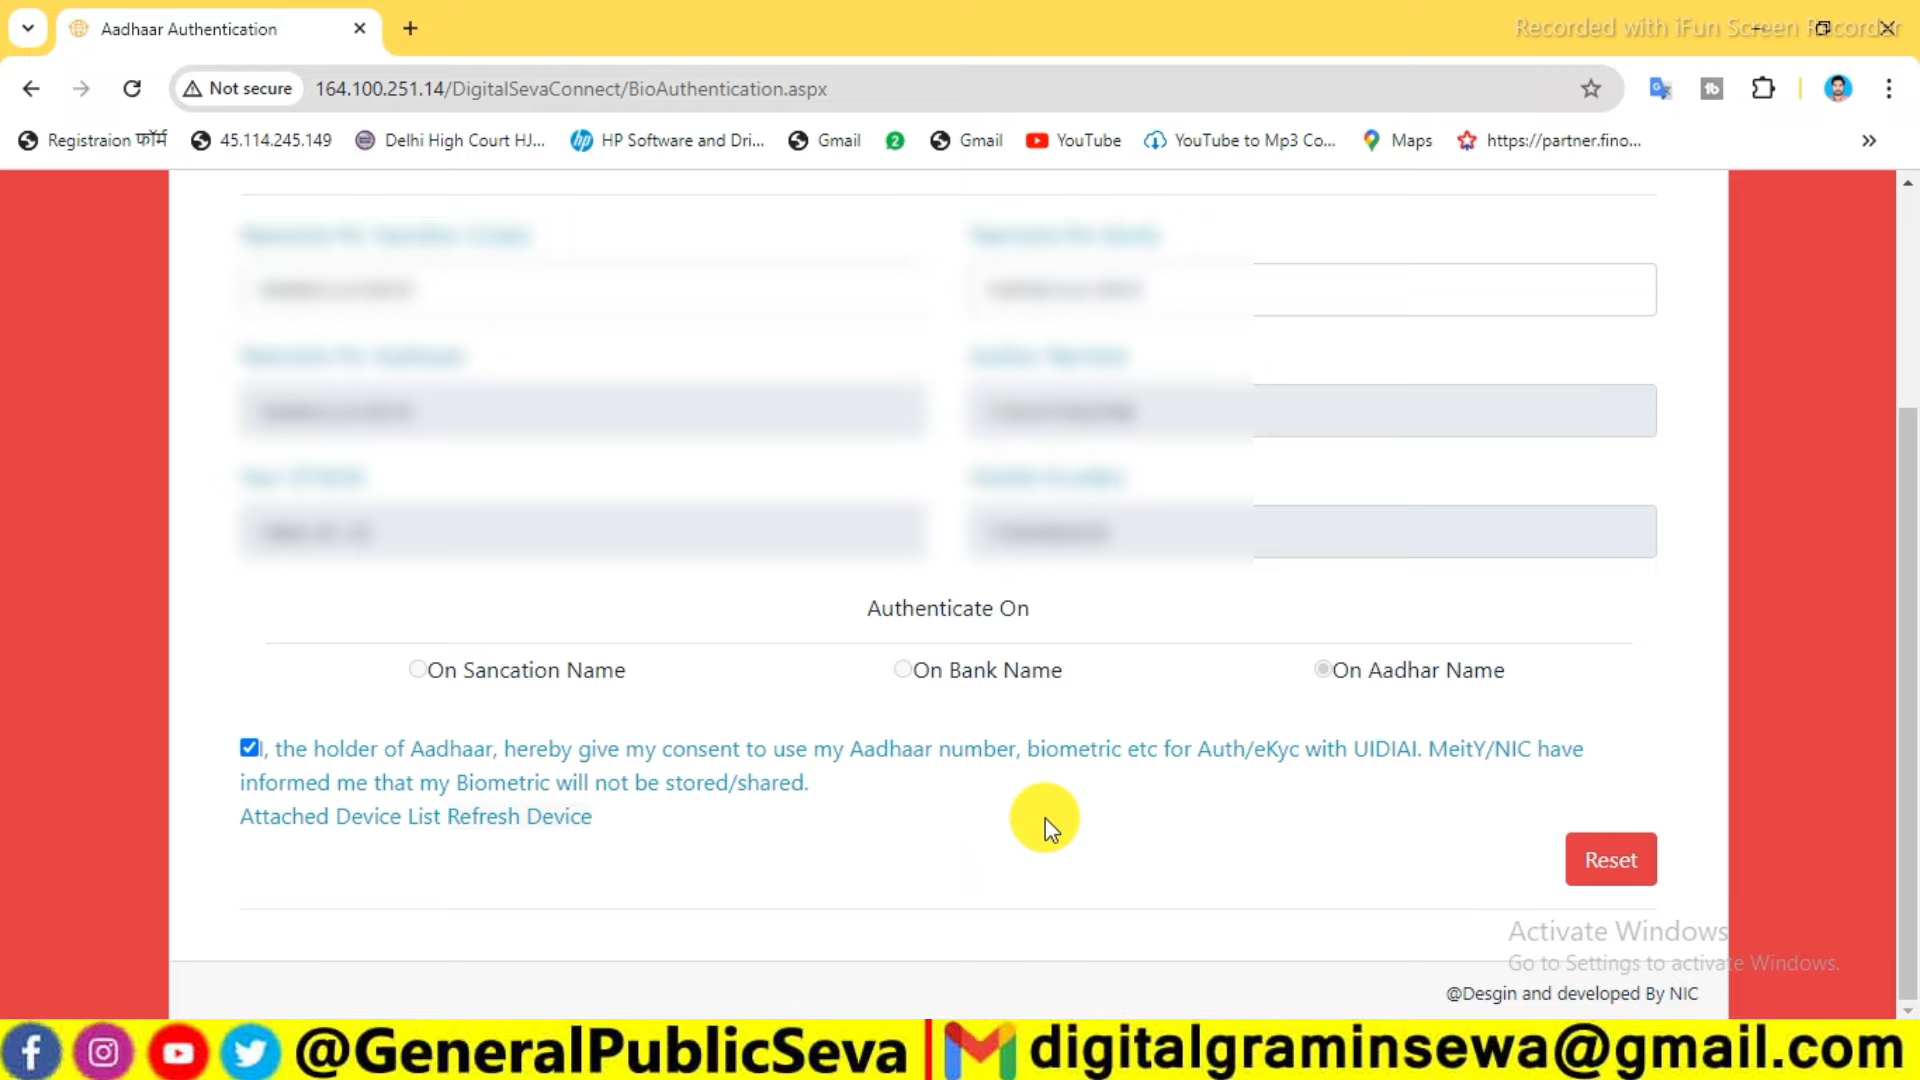 Aadhaar Authentication
Recorded with iFun Screen Recorder
Not secure 164.100.251.14/DigitalSevaConnect/BioAuthentication.aspx
Registraion फॉर्म 45.114.245.149 Delhi High Court HJ... HP Software and Dri... Gmail 2 Gmail YouTube YouTube to Mp3 Co... Maps https://partner.fino...
Authenticate On
On Sancation Name On Bank Name On Aadhar Name
I, the holder of Aadhaar, hereby give my consent to use my Aadhaar number, biometric etc for Auth/eKyc with UIDIAI. MeitY/NIC have
informed me that my Biometric will not be stored/shared.
Attached Device List Refresh Device
Reset
Activate Windows
Go to Settings to activate Windows.
@Desgin and developed By NIC
@GeneralPublicSeva digitalgraminsewa@gmail.com